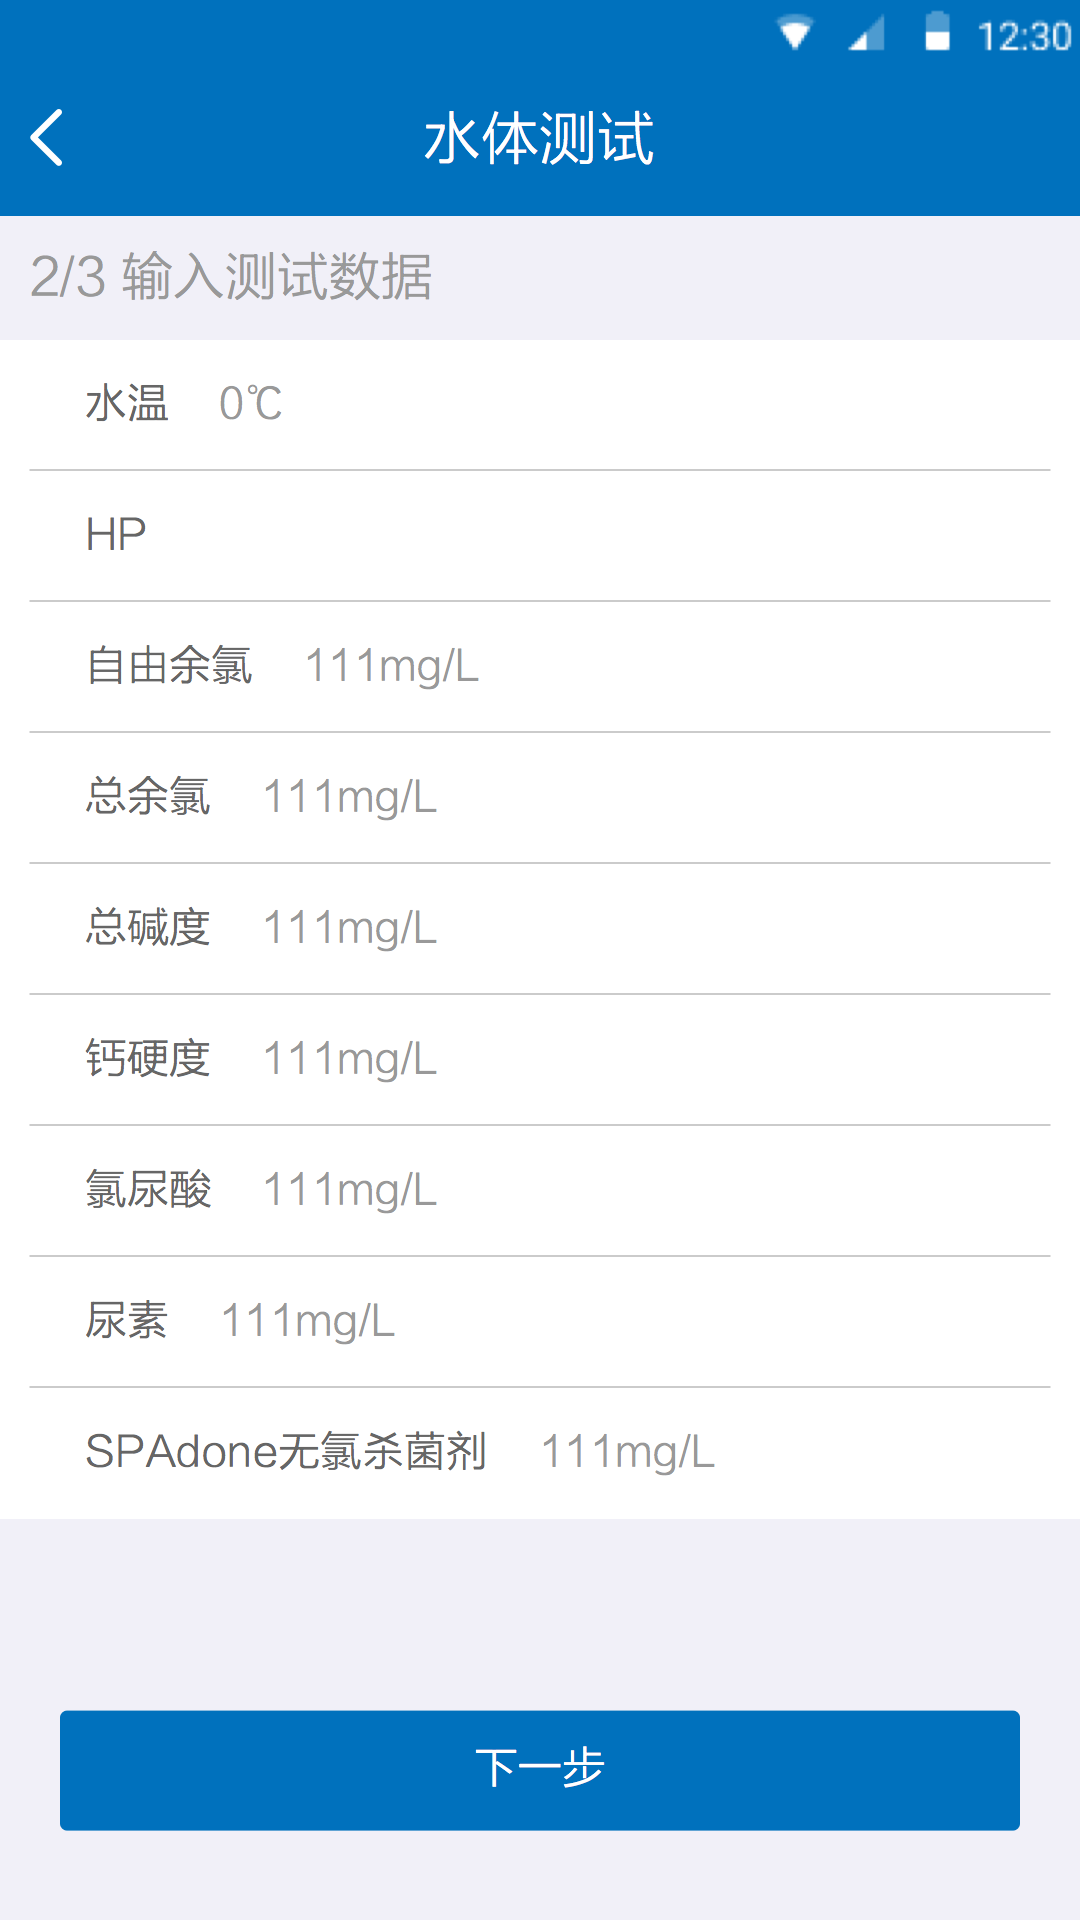 12:30
水体测试
2/3 输入测试数据
水温 0℃
HP
自由余氯 111mg/L
总余氯 111mg/L
总碱度 111mg/L
钙硬度 111mg/L
氯尿酸 111mg/L
尿素 111mg/L
SPAdone无氯杀菌剂 111mg/L
下一步